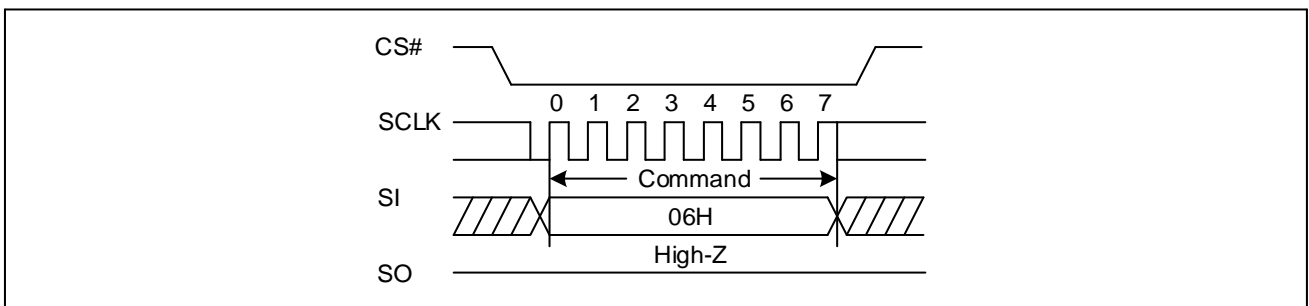 CS#
0 1 2 3 4 5 6 7
SCLK
Command
SI
06H
High-Z
SO